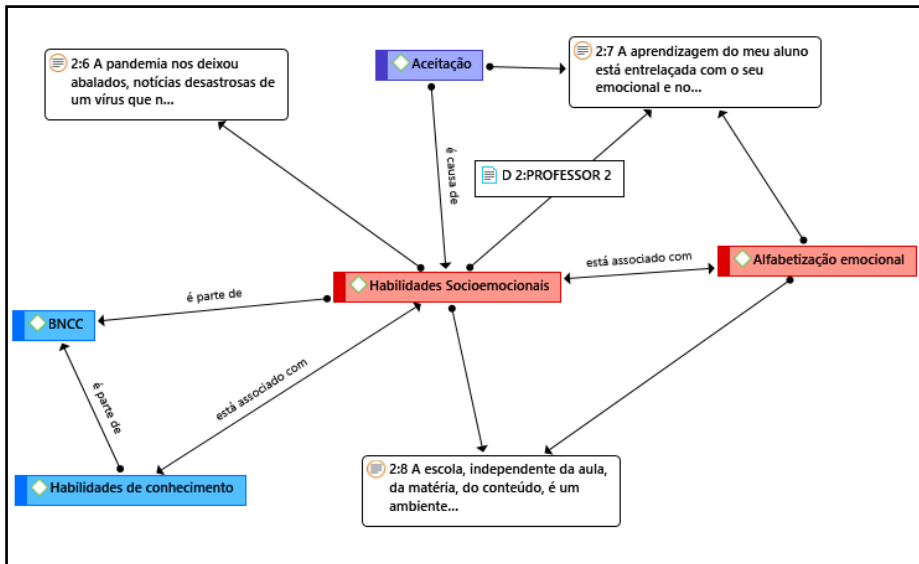 2:6 A pandemia nos deixou
abalados, notícias desastrosas de
um vírus que n...
Aceitação
2:7 A aprendizagem do meu aluno
está entrelaçada com o seu
emocional e no...
é causa de
D 2:PROFESSOR 2
Alfabetização emocional
está associado com
Habilidades Socioemocionais
é parte de
BNCC
é parte de
está associado com
Habilidades de conhecimento
2:8 A escola, independente da aula,
da matéria, do conteúdo, é um
ambiente...